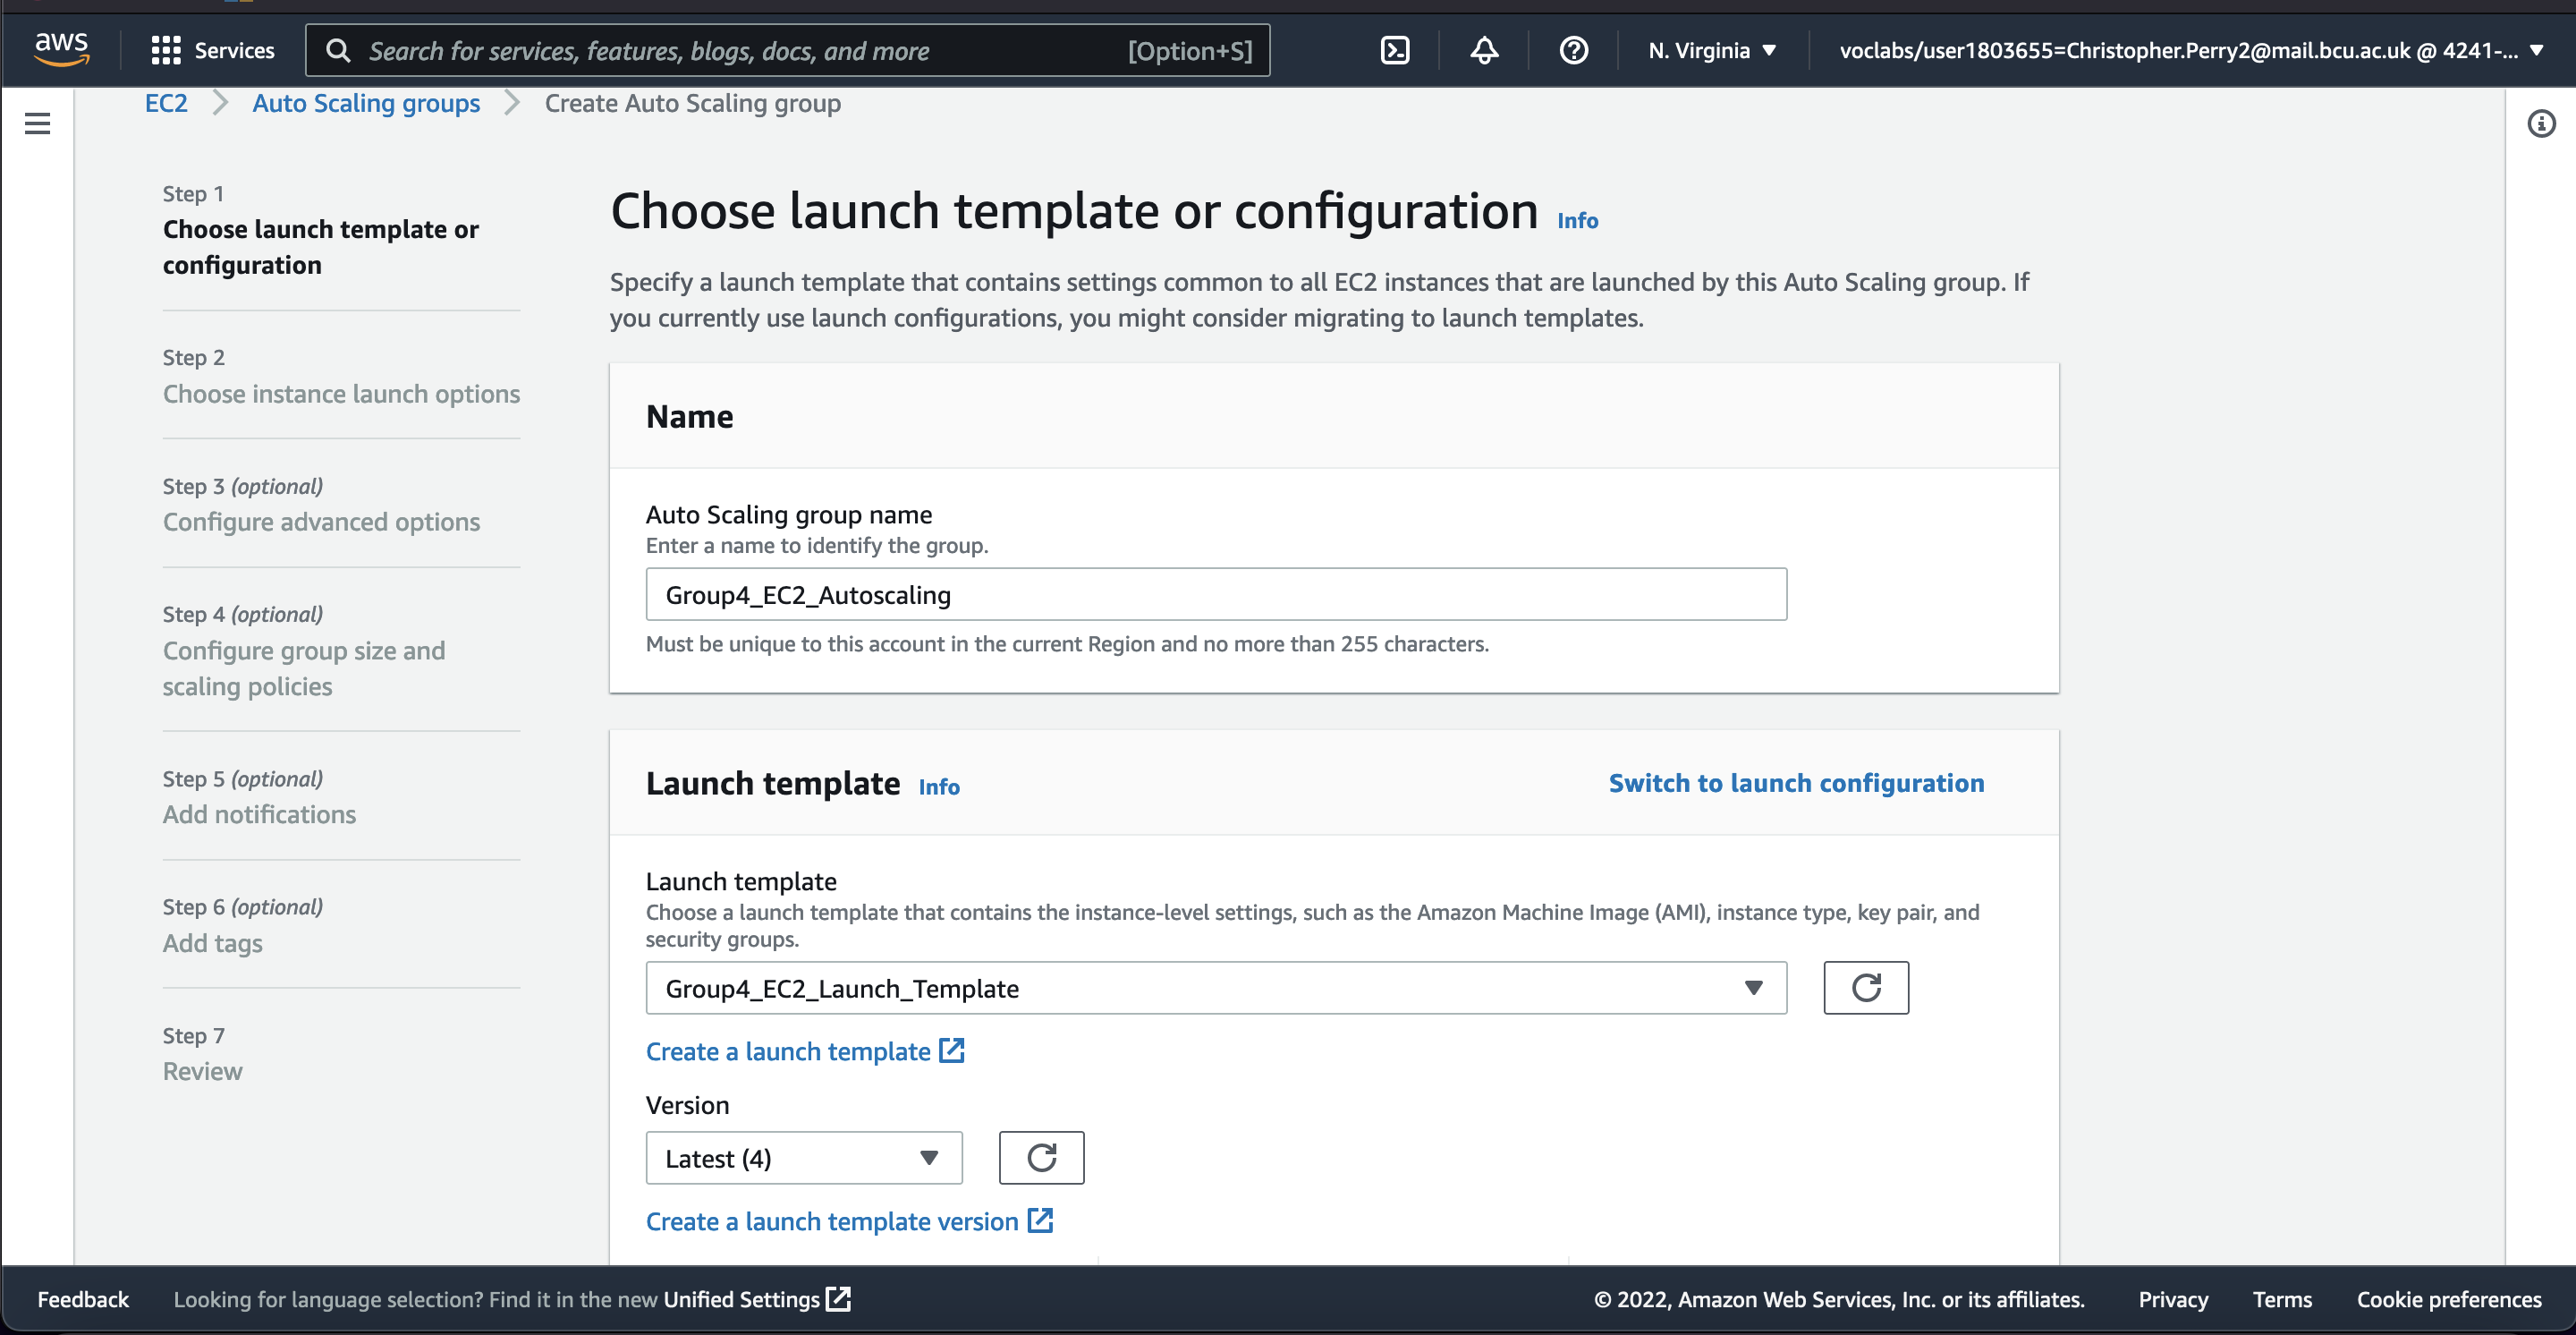 aws
Services
Search for services, features, blogs, docs, and more
[Option+S]
N. Virginia
voclabs/user1803655=Christopher.Perry2@mail.bcu.ac.uk @ 4241-...
EC2
Auto Scaling groups
Create Auto Scaling group
Step 1
Choose launch template or
configuration
Step 2
Choose instance launch options
Step 3 (optional)
Configure advanced options
Step 4 (optional)
Configure group size and
scaling policies
Step 5 (optional)
Add notifications
Step 6 (optional)
Add tags
Step 7
Review
Choose launch template or configuration Info
Specify a launch template that contains settings common to all EC2 instances that are launched by this Auto Scaling group. If
you currently use launch configurations, you might consider migrating to launch templates.
Name
Auto Scaling group name
Enter a name to identify the group.
Group4_EC2_Autoscaling
Must be unique to this account in the current Region and no more than 255 characters.
Launch template Info
Switch to launch configuration
Launch template
Choose a launch template that contains the instance-level settings, such as the Amazon Machine Image (AMI), instance type, key pair, and
security groups.
Group4_EC2_Launch_Template
Create a launch template
Version
Latest (4)
Create a launch template version
Feedback
Looking for language selection? Find it in the new Unified Settings
© 2022, Amazon Web Services, Inc. or its affiliates.
Privacy
Terms
Cookie preferences